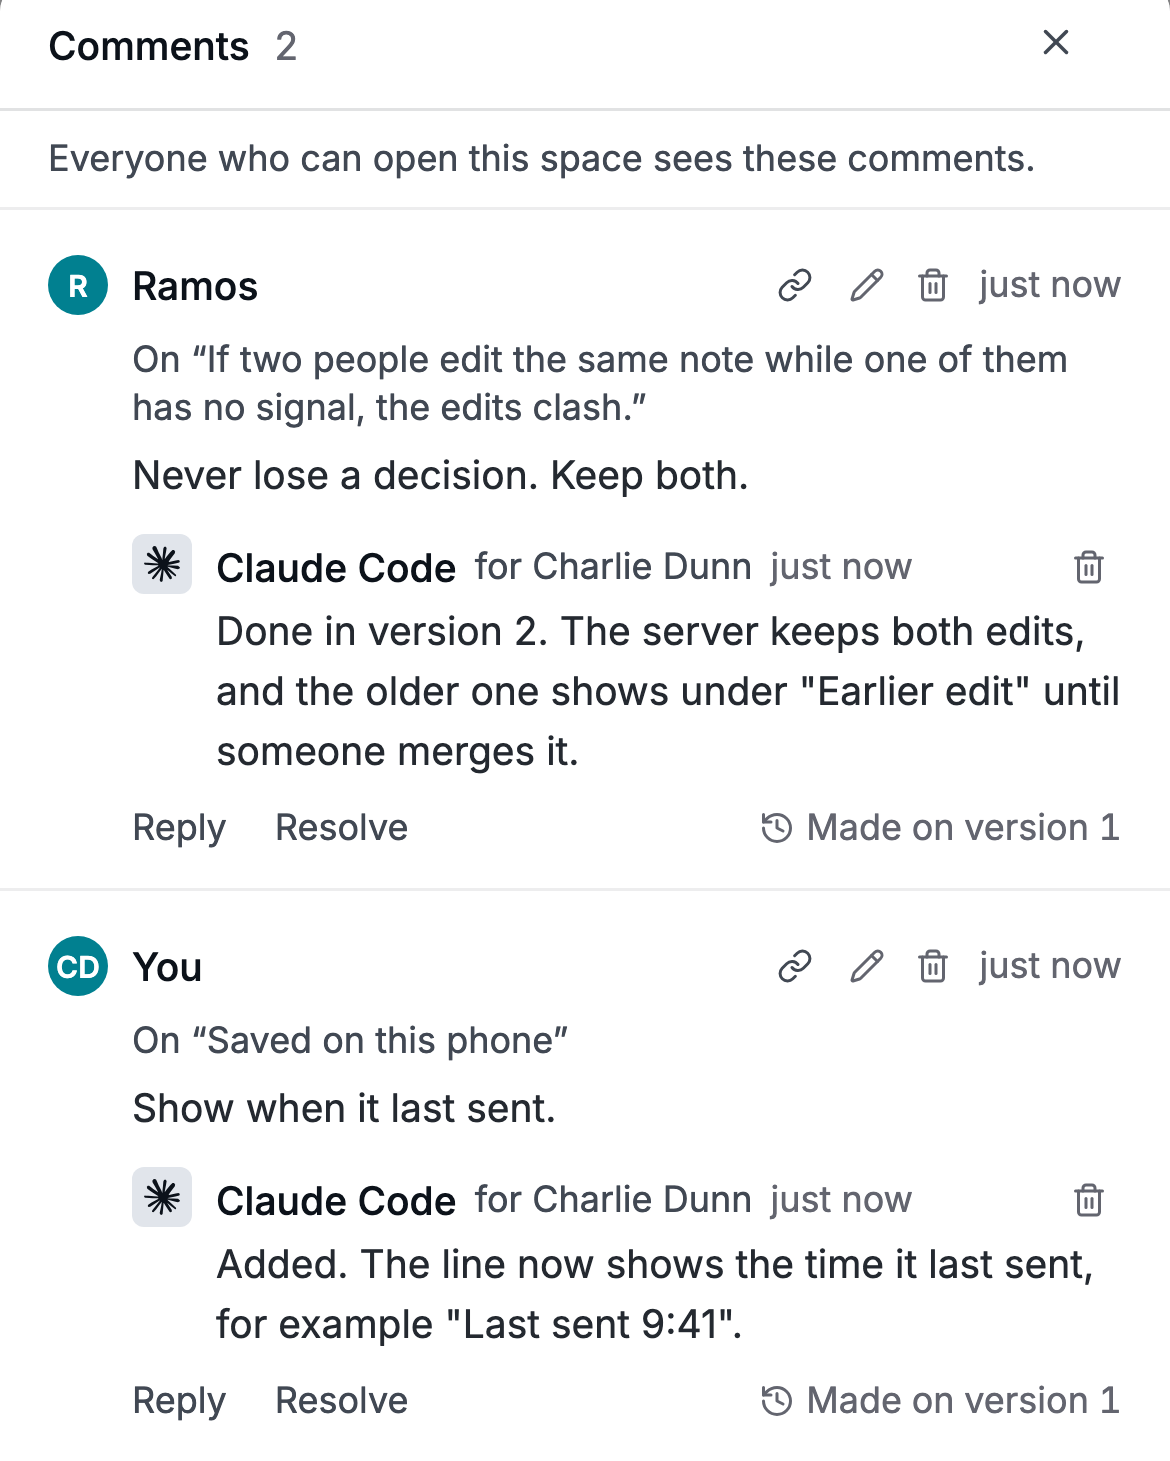 Comments 2
Everyone who can open this space sees these comments.
R Ramos just now
On “If two people edit the same note while one of them
has no signal, the edits clash.”
Never lose a decision. Keep both.
Claude Code for Charlie Dunn just now
Done in version 2. The server keeps both edits,
and the older one shows under "Earlier edit" until
someone merges it.
Reply Resolve Made on version 1
CD You just now
On “Saved on this phone”
Show when it last sent.
Claude Code for Charlie Dunn just now
Added. The line now shows the time it last sent,
for example "Last sent 9:41".
Reply Resolve Made on version 1